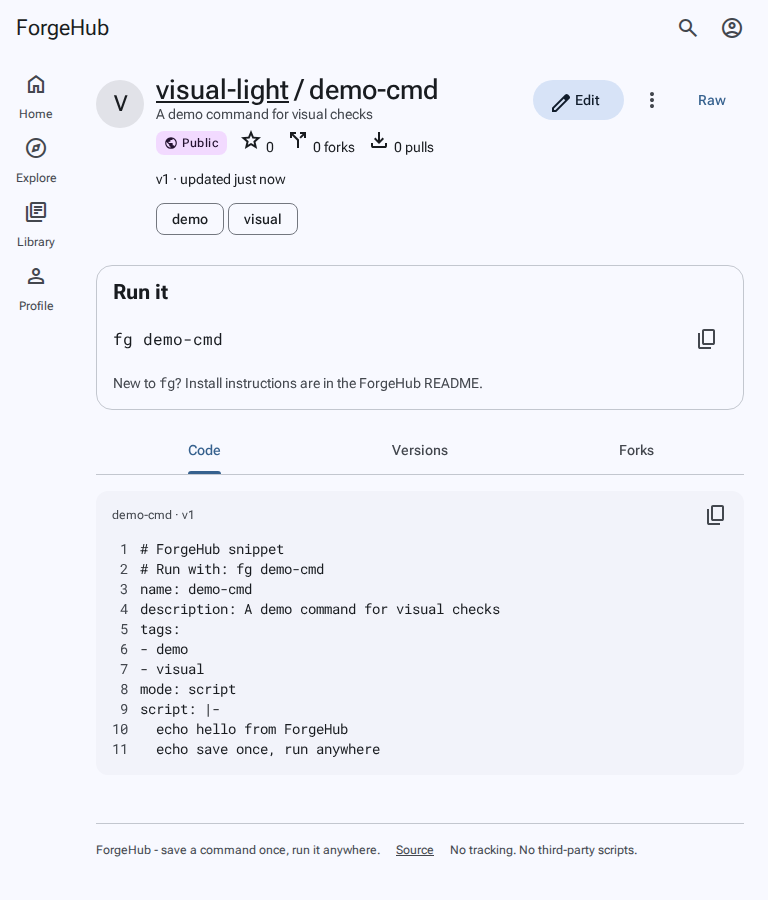 ForgeHub
Home
Explore
Library
Profile
V
visual-light / demo-cmd
A demo command for visual checks
Public 0 0 forks 0 pulls
v1 · updated just now
demo visual
Edit
Raw
Run it
fg demo-cmd
New to fg? Install instructions are in the ForgeHub README.
Code Versions Forks
demo-cmd · v1
1 # ForgeHub snippet
2 # Run with: fg demo-cmd
3 name: demo-cmd
4 description: A demo command for visual checks
5 tags:
6 - demo
7 - visual
8 mode: script
9 script: |-
10   echo hello from ForgeHub
11   echo save once, run anywhere
ForgeHub - save a command once, run it anywhere. Source No tracking. No third-party scripts.